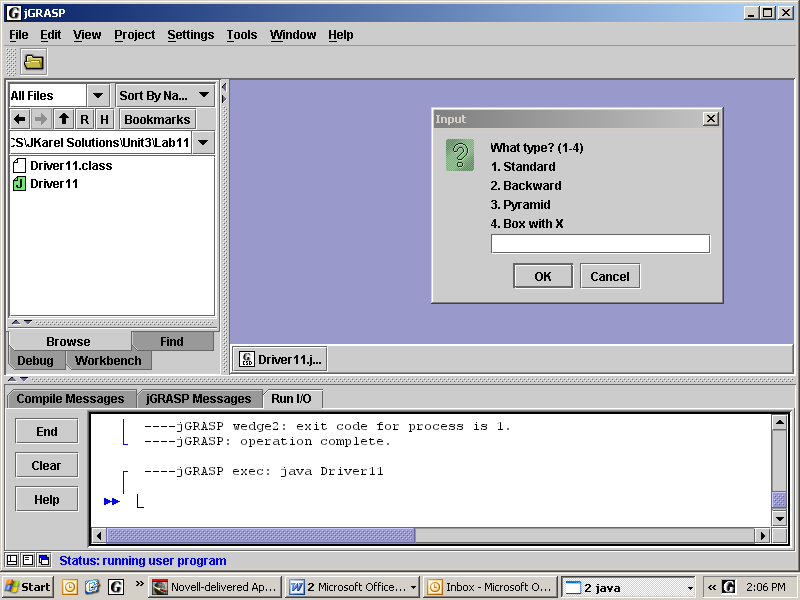 jGRASP
File Edit View Project Settings Tools Window Help
All Files Sort By Na...
R H Bookmarks
CS\JKarel Solutions\Unit3\Lab11
Driver11.class
Driver11
Browse Find
Debug Workbench
Input
What type? (1-4)
1. Standard
2. Backward
3. Pyramid
4. Box with X
OK Cancel
Driver11.j...
Compile Messages jGRASP Messages Run I/O
End
Clear
Help
----jGRASP wedge2: exit code for process is 1.
----jGRASP: operation complete.
----jGRASP exec: java Driver11
Status: running user program
Start Novell-delivered Ap... 2 Microsoft Office... Inbox - Microsoft O... 2 java 2:06 PM